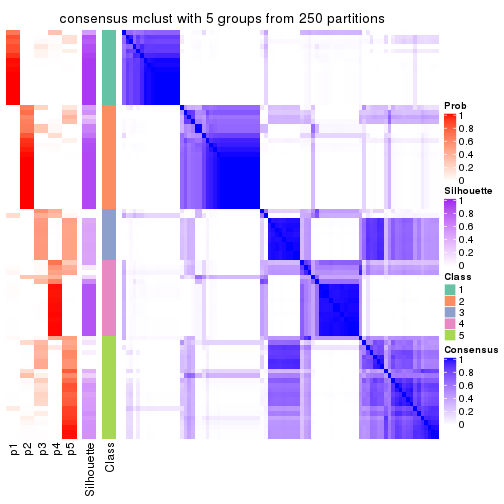 consensus mclust with 5 groups from 250 partitions
Prob
1
0.8
0.6
0.4
0.2
0
Silhouette
1
0.8
0.6
0.4
0.2
0
Class
1
2
3
4
5
Consensus
1
0.8
0.6
0.4
0.2
0
p1
p2
p3
p4
p5
Silhouette
Class